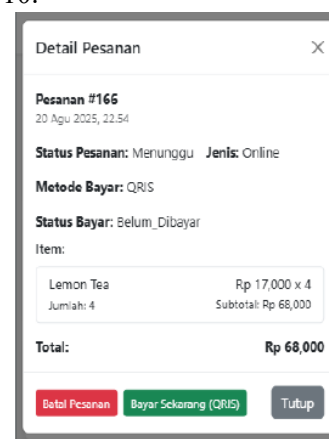 10.
Detail Pesanan ×
Pesanan #166
20 Agu 2025, 22.54
Status Pesanan: Menunggu Jenis: Online
Metode Bayar: QRIS
Status Bayar: Belum_Dibayar
Item:
Lemon Tea Rp 17,000 x 4
Jumlah: 4 Subtotal: Rp 68,000
Total: Rp 68,000
Batal Pesanan Bayar Sekarang (QRIS) Tutup